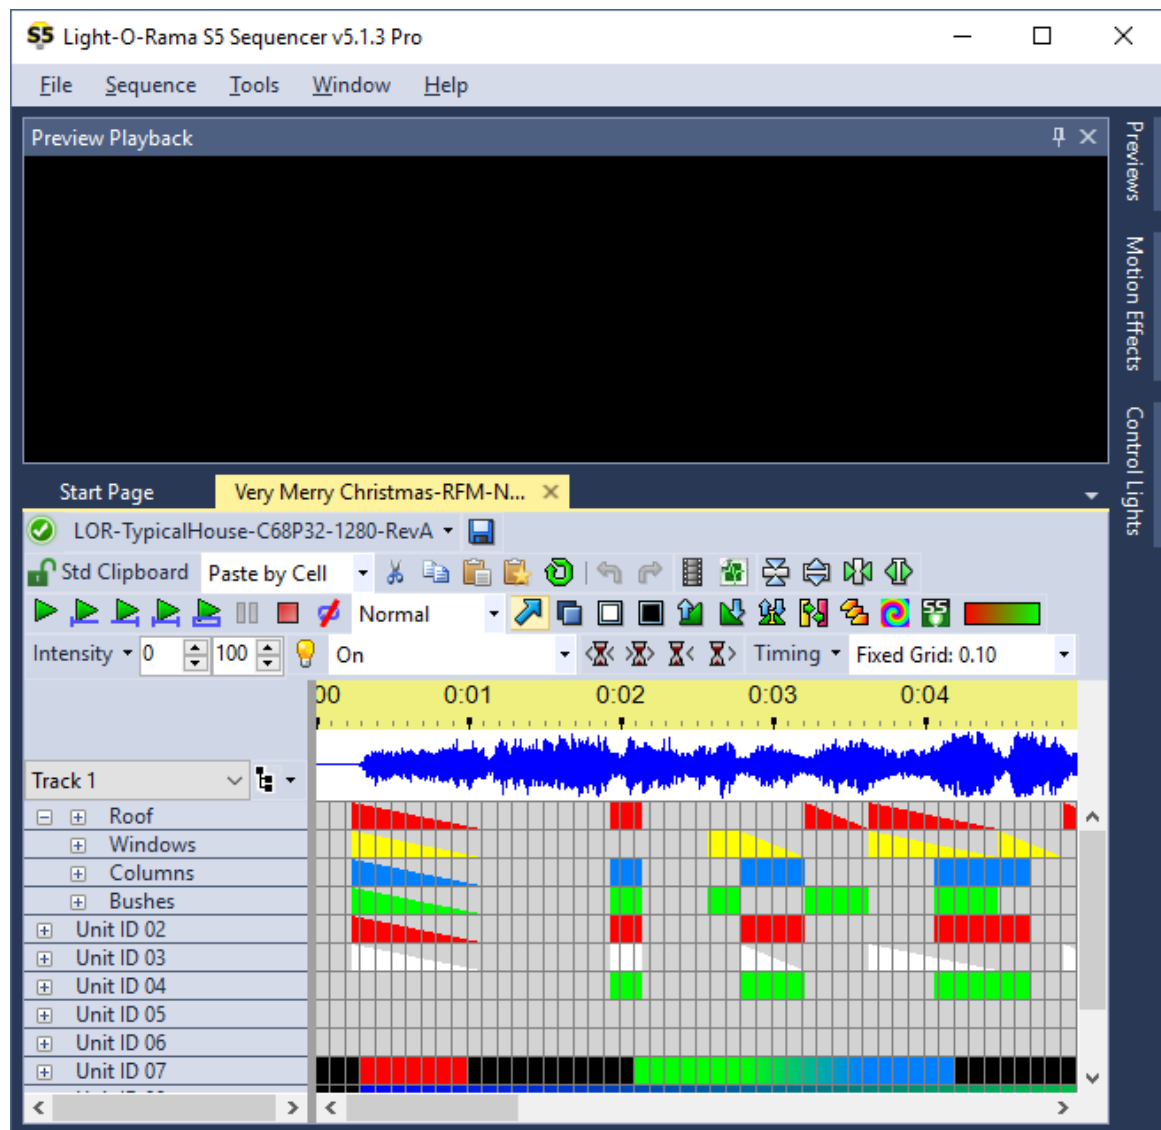 S5 Light-O-Rama S5 Sequencer v5.1.3 Pro
File Sequence Tools Window Help
Preview Playback
Previews
Motion Effects
Control Lights
Start Page Very Merry Christmas-RFM-N...
LOR-TypicalHouse-C68P32-1280-RevA
Std Clipboard Paste by Cell
Normal S5
Intensity 0 100 On Timing Fixed Grid: 0.10
00 0:01 0:02 0:03 0:04
Track 1
Roof
Windows
Columns
Bushes
Unit ID 02
Unit ID 03
Unit ID 04
Unit ID 05
Unit ID 06
Unit ID 07